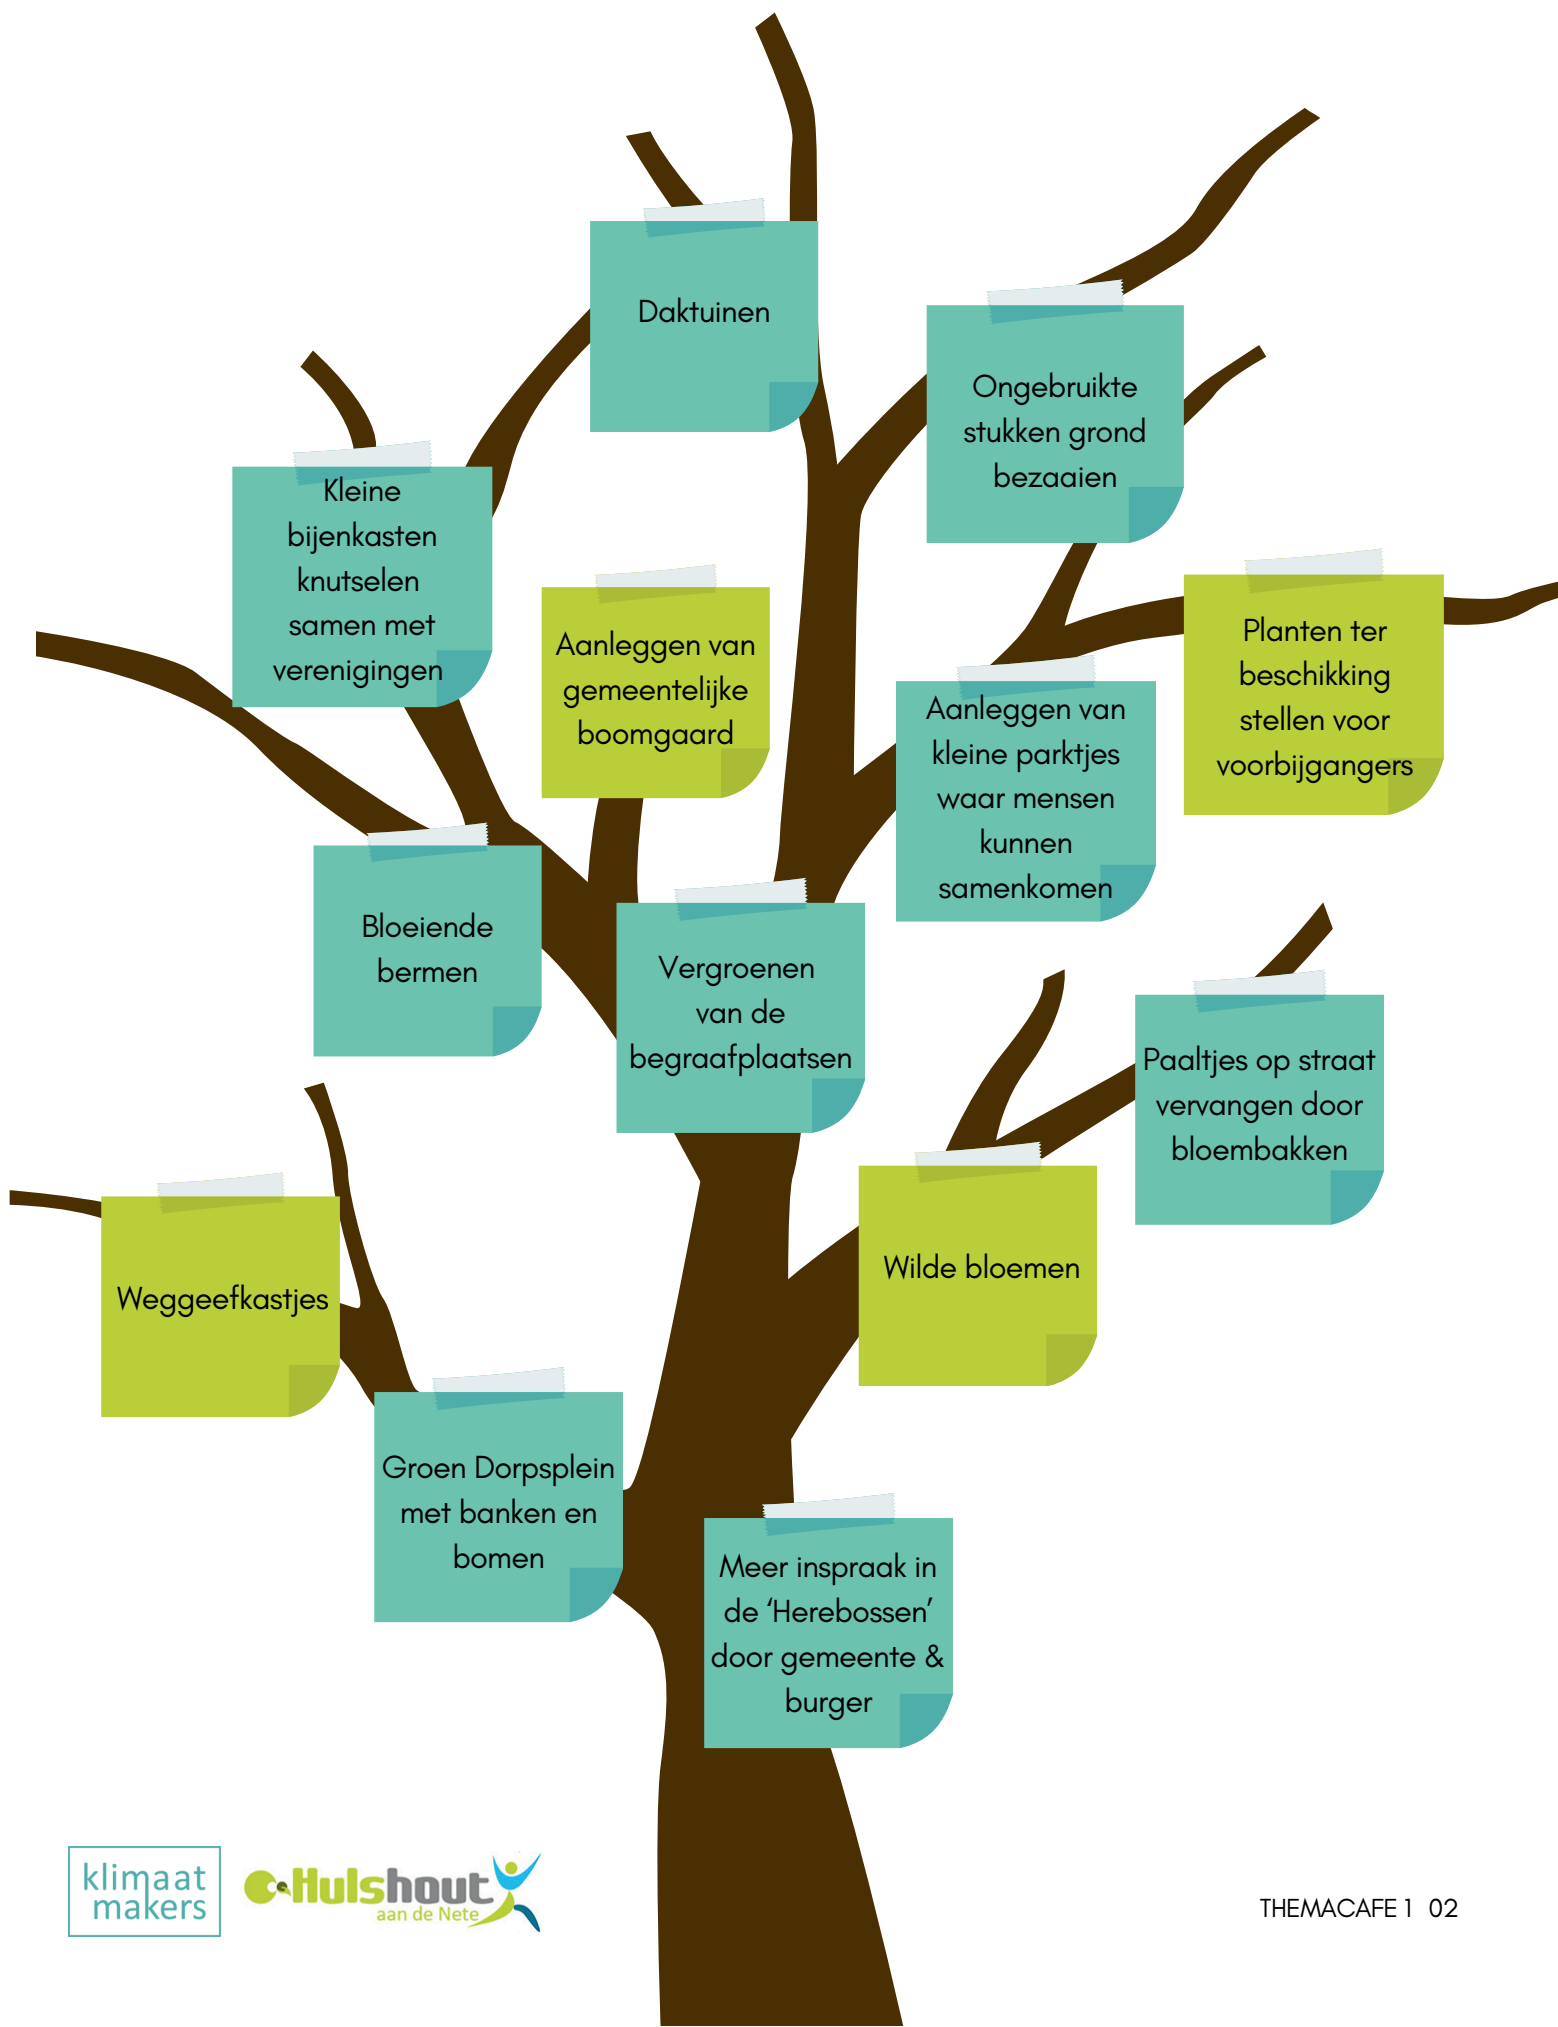 Daktuinen
Ongebruikte
stukken grond
bezaaien
Kleine
bijenkasten
knutselen
samen met
verenigingen
Aanleggen van
gemeentelijke
boomgaard
Planten ter
beschikking
stellen voor
voorbijgangers
Aanleggen van
kleine parktjes
waar mensen
kunnen
samenkomen
Bloeiende
bermen
Vergroenen
van de
begraafplaatsen
Paaltjes op straat
vervangen door
bloembakken
Wilde bloemen
Weggeefkastjes
Groen Dorpsplein
met banken en
bomen
Meer inspraak in
de ‘Herebossen’
door gemeente &
burger
klimaat
makers
Hulshout
aan de Nete
THEMACAFE 1 02